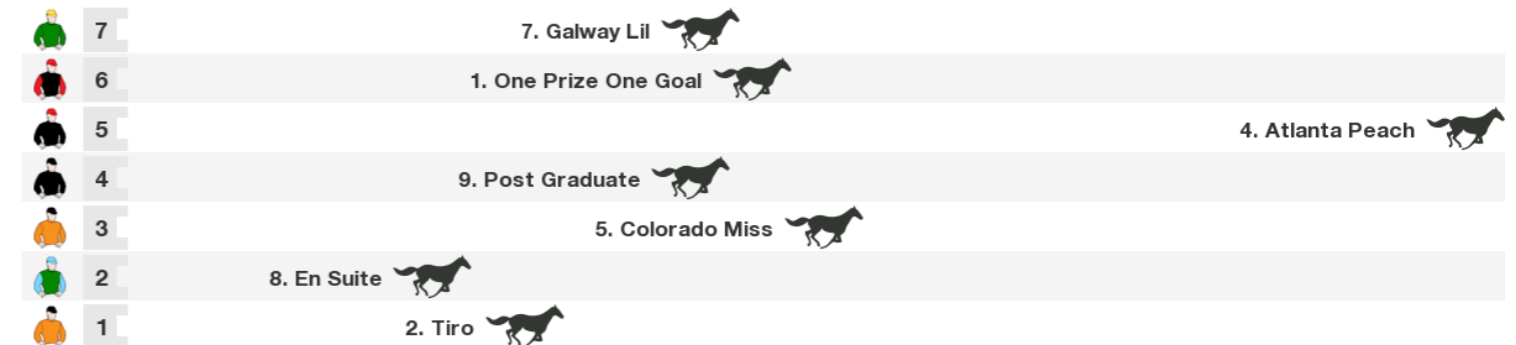 7 7. Galway Lil
6 1. One Prize One Goal
5 4. Atlanta Peach
4 9. Post Graduate
3 5. Colorado Miss
2 8. En Suite
1 2. Tiro